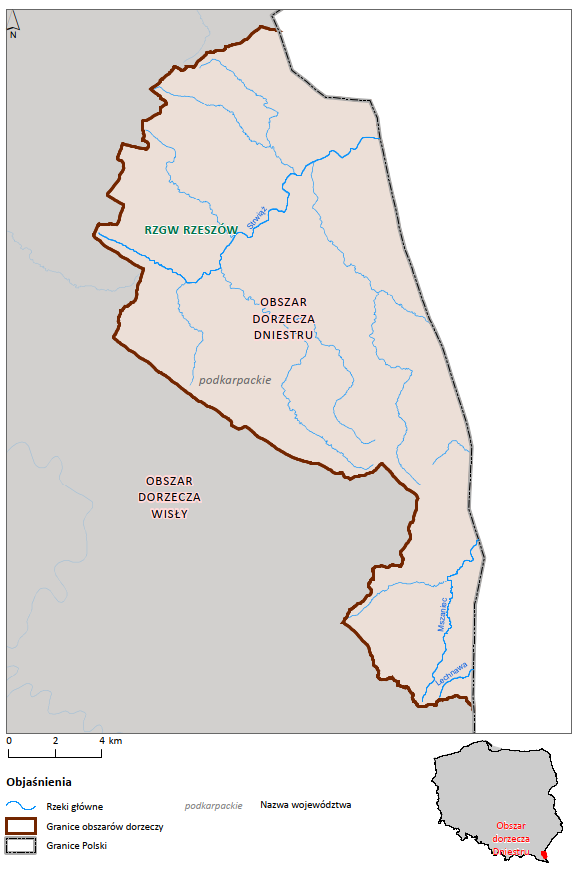 N
Strwiąż
RZGW RZESZÓW
OBSZAR
DORZECZA
DNIESTRU
podkarpackie
OBSZAR
DORZECZA
WISŁY
Mszaniec
Lechnawa
0 2 4 km
Objaśnienia
Rzeki główne
podkarpackie Nazwa województwa
Granice obszarów dorzeczy
Granice Polski
Obszar
dorzecza
Dniestru